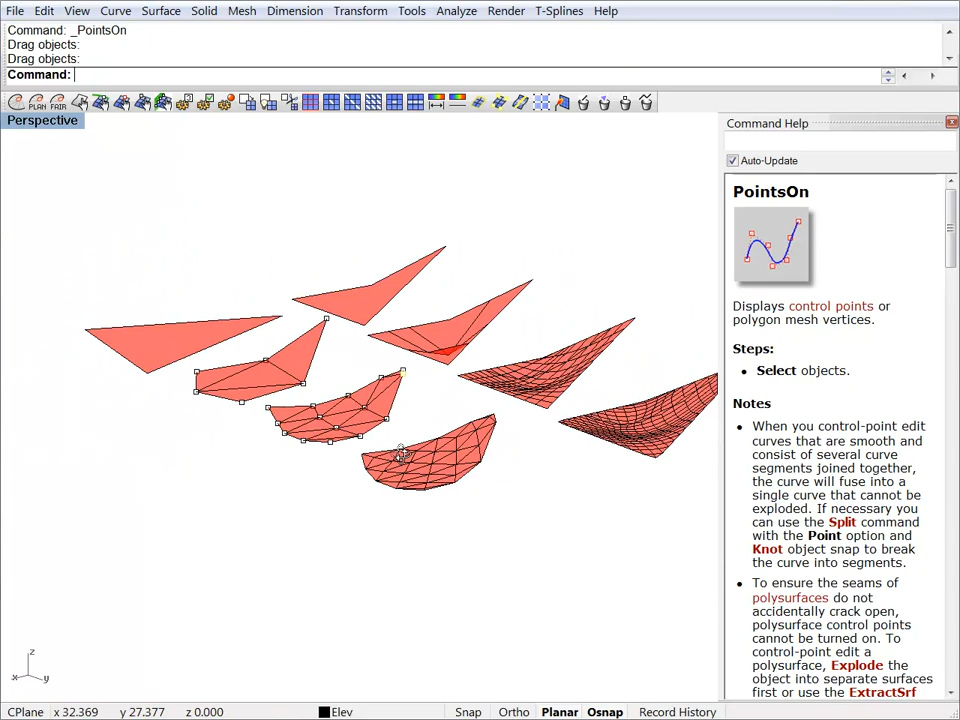 File Edit View Curve Surface Solid Mesh Dimension Transform Tools Analyze Render T-Splines Help
Command: _PointsOn
Drag objects:
Drag objects:
Command:
PLAN FAIR
Perspective
Command Help
Auto-Update
PointsOn
Displays control points or
polygon mesh vertices.
Steps:
• Select objects.
Notes
• When you control-point edit
curves that are smooth and
consist of several curve
segments joined together,
the curve will fuse into a
single curve that cannot be
exploded. If necessary you
can use the Split command
with the Point option and
Knot object snap to break
the curve into segments.
• To ensure the seams of
polysurfaces do not
accidentally crack open,
polysurface control points
cannot be turned on. To
control-point edit a
polysurface, Explode the
object into separate surfaces
first or use the ExtractSrf
z
x y
CPlane x 32.369 y 27.377 z 0.000 Elev Snap Ortho Planar Osnap Record History